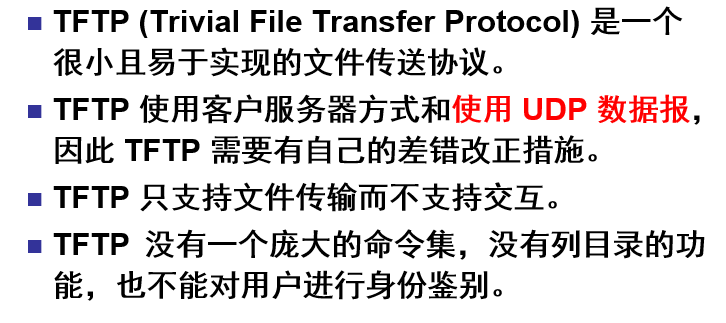 ■ TFTP (Trivial File Transfer Protocol) 是一个
很小且易于实现的文件传送协议。
■ TFTP 使用客户服务器方式和使用 UDP 数据报，
因此 TFTP 需要有自己的差错改正措施。
■ TFTP 只支持文件传输而不支持交互。
■ TFTP 没有一个庞大的命令集，没有列目录的功
能，也不能对用户进行身份鉴别。